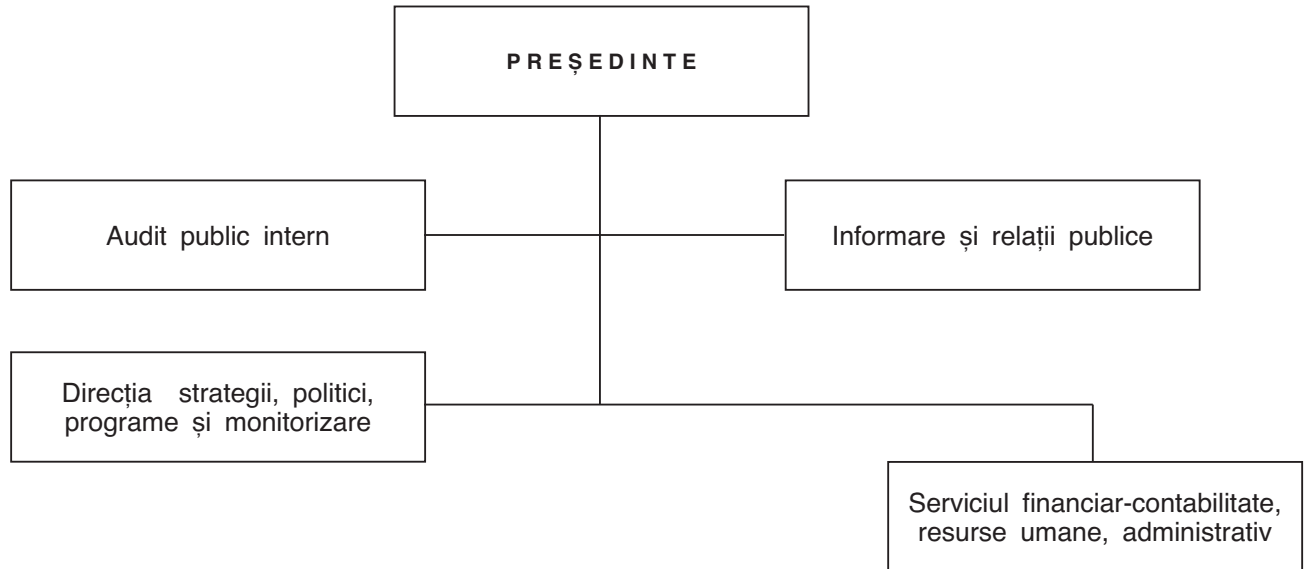 PREȘEDINTE
Audit public intern
Informare și relații publice
Direcția strategii, politici,
programe și monitorizare
Serviciul financiar-contabilitate,
resurse umane, administrativ